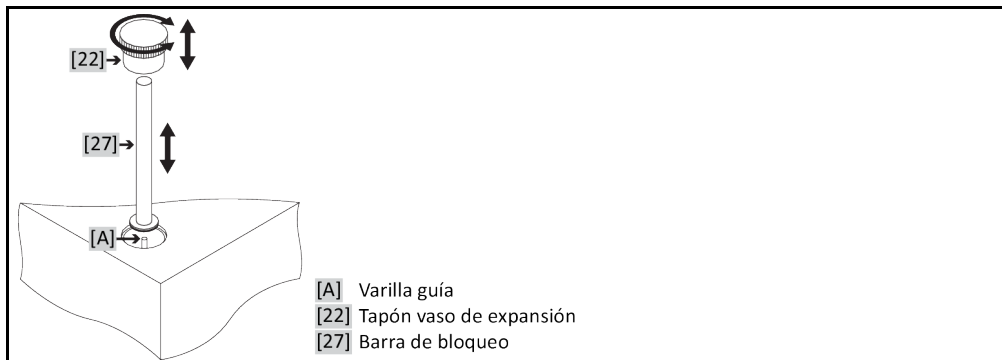 [22]
[27]
[A]
[A] Varilla guía
[22] Tapón vaso de expansión
[27] Barra de bloqueo